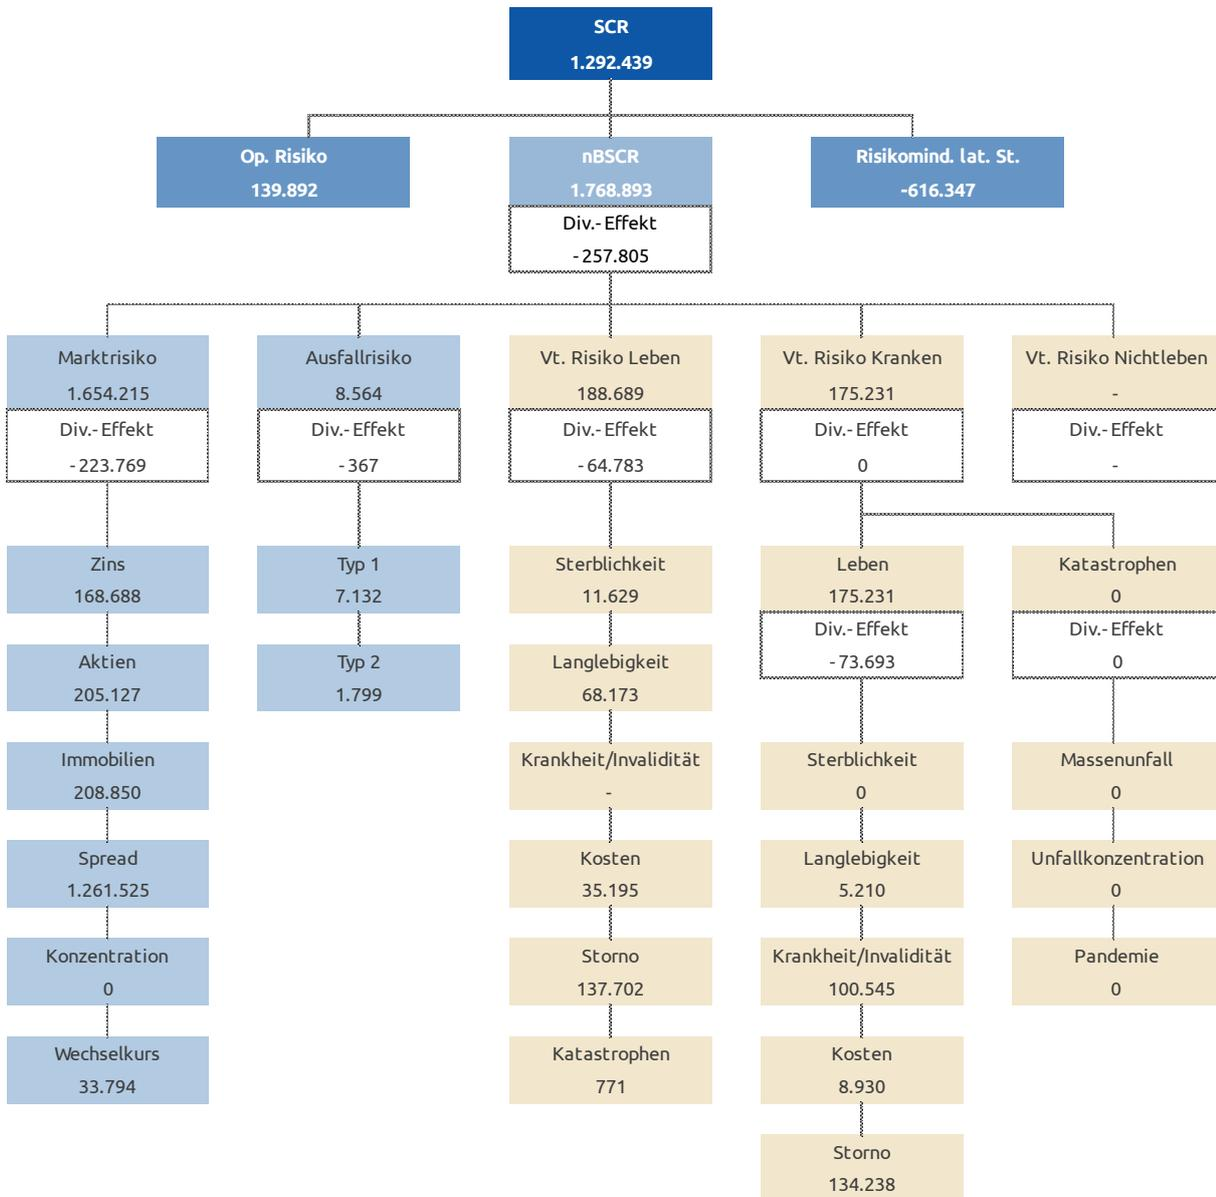 SCR
1.292.439
Op. Risiko
139.892
nBSCR
1.768.893
Div.-Effekt
-257.805
Risikomind. lat. St.
-616.347
Marktrisiko
1.654.215
Div.-Effekt
-223.769
Zins
168.688
Aktien
205.127
Immobilien
208.850
Spread
1.261.525
Konzentration
0
Wechselkurs
33.794
Ausfallrisiko
8.564
Div.-Effekt
-367
Typ 1
7.132
Typ 2
1.799
Vt. Risiko Leben
188.689
Div.-Effekt
-64.783
Sterblichkeit
11.629
Langlebigkeit
68.173
Krankheit/Invalidität
-
Kosten
35.195
Storno
137.702
Katastrophen
771
Vt. Risiko Kranken
175.231
Div.-Effekt
0
Leben
175.231
Div.-Effekt
-73.693
Sterblichkeit
0
Langlebigkeit
5.210
Krankheit/Invalidität
100.545
Kosten
8.930
Storno
134.238
Katastrophen
0
Div.-Effekt
0
Massenunfall
0
Unfallkonzentration
0
Pandemie
0
Vt. Risiko Nichtleben
-
Div.-Effekt
-